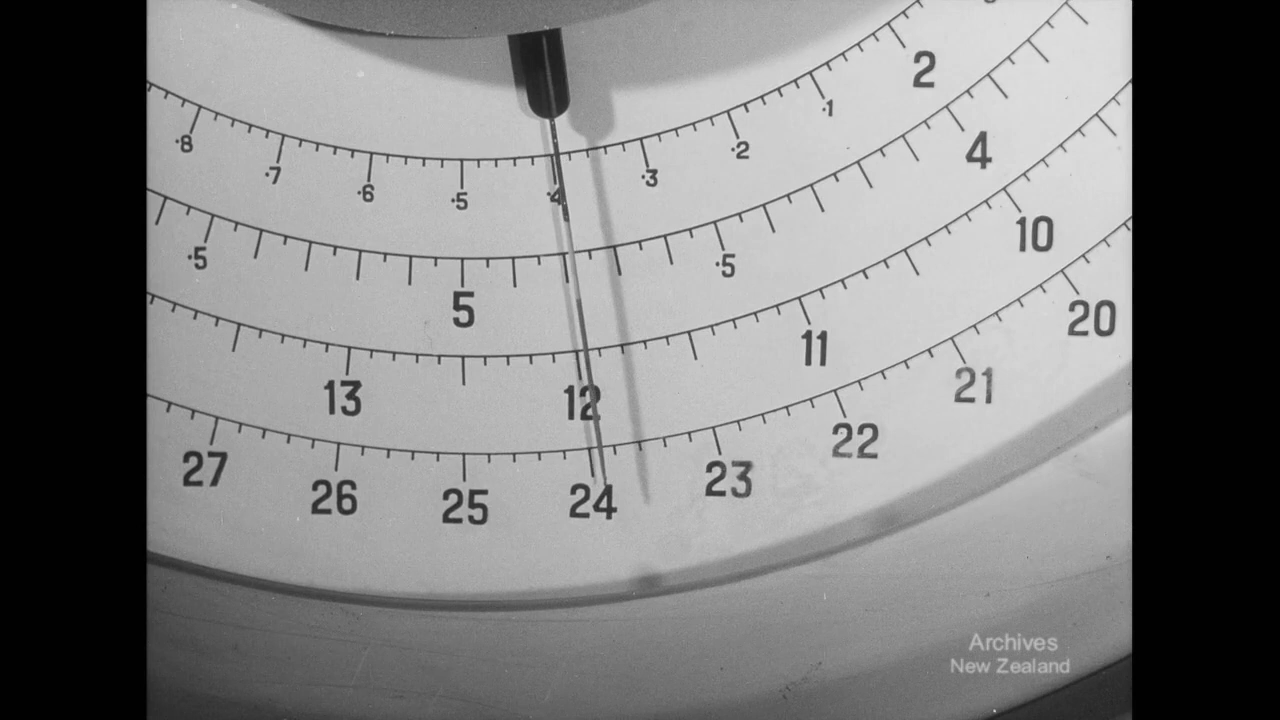 2
.8 .7 .6 .5 .4 .3 .2 .1
4
.5 5 .5
10
13 12 11
20
27 26 25 24 23 22 21
Archives
New Zealand